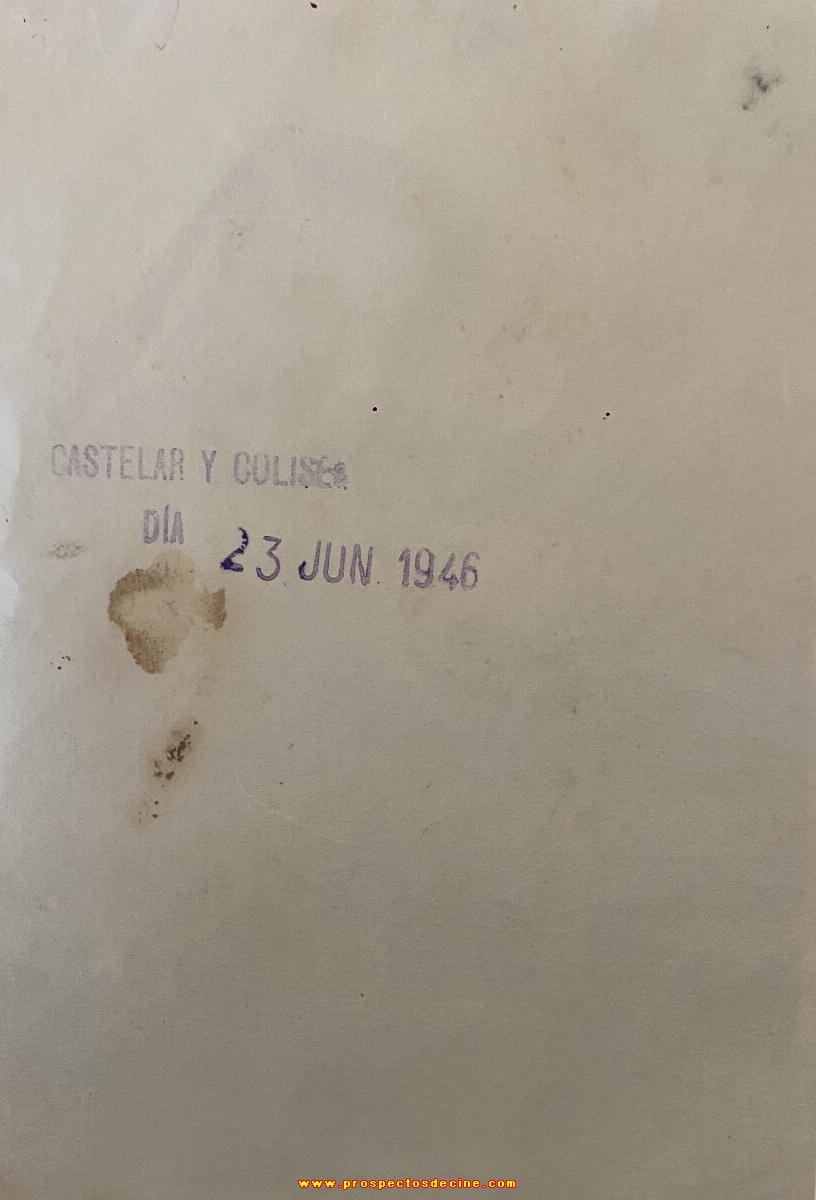 CASTELAR Y COLISEO
DÍA
23 JUN. 1946
www.prospectosdecine.com